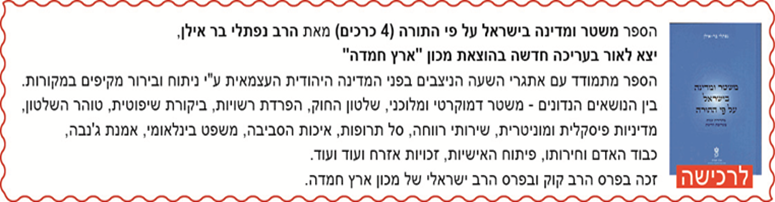 הספר משטר ומדינה בישראל על פי התורה (4 כרכים) מאת הרב נפתלי בר אילן,
יצא לאור בעריכה חדשה בהוצאת מכון "ארץ חמדה"
הספר מתמודד עם אתגרי השעה הניצבים בפני המדינה היהודית העצמאית ע"י ניתוח ובירור מקיפים במקורות.
בין הנושאים הנדונים - משטר דמוקרטי ומלוכני, שלטון החוק, הפרדת רשויות, ביקורת שיפוטית, טוהר השלטון,
מדיניות פיסקלית ומוניטרית, שירותי רווחה, סל תרופות, איכות הסביבה, משפט בינלאומי, אמנת ג'נבה,
כבוד האדם וחירותו, פיתוח האישיות, זכויות אזרח ועוד ועוד.
זכה בפרס הרב קוק ובפרס הרב ישראלי של מכון ארץ חמדה.
משטר ומדינה
בישראל
על פי התורה
לרכישה